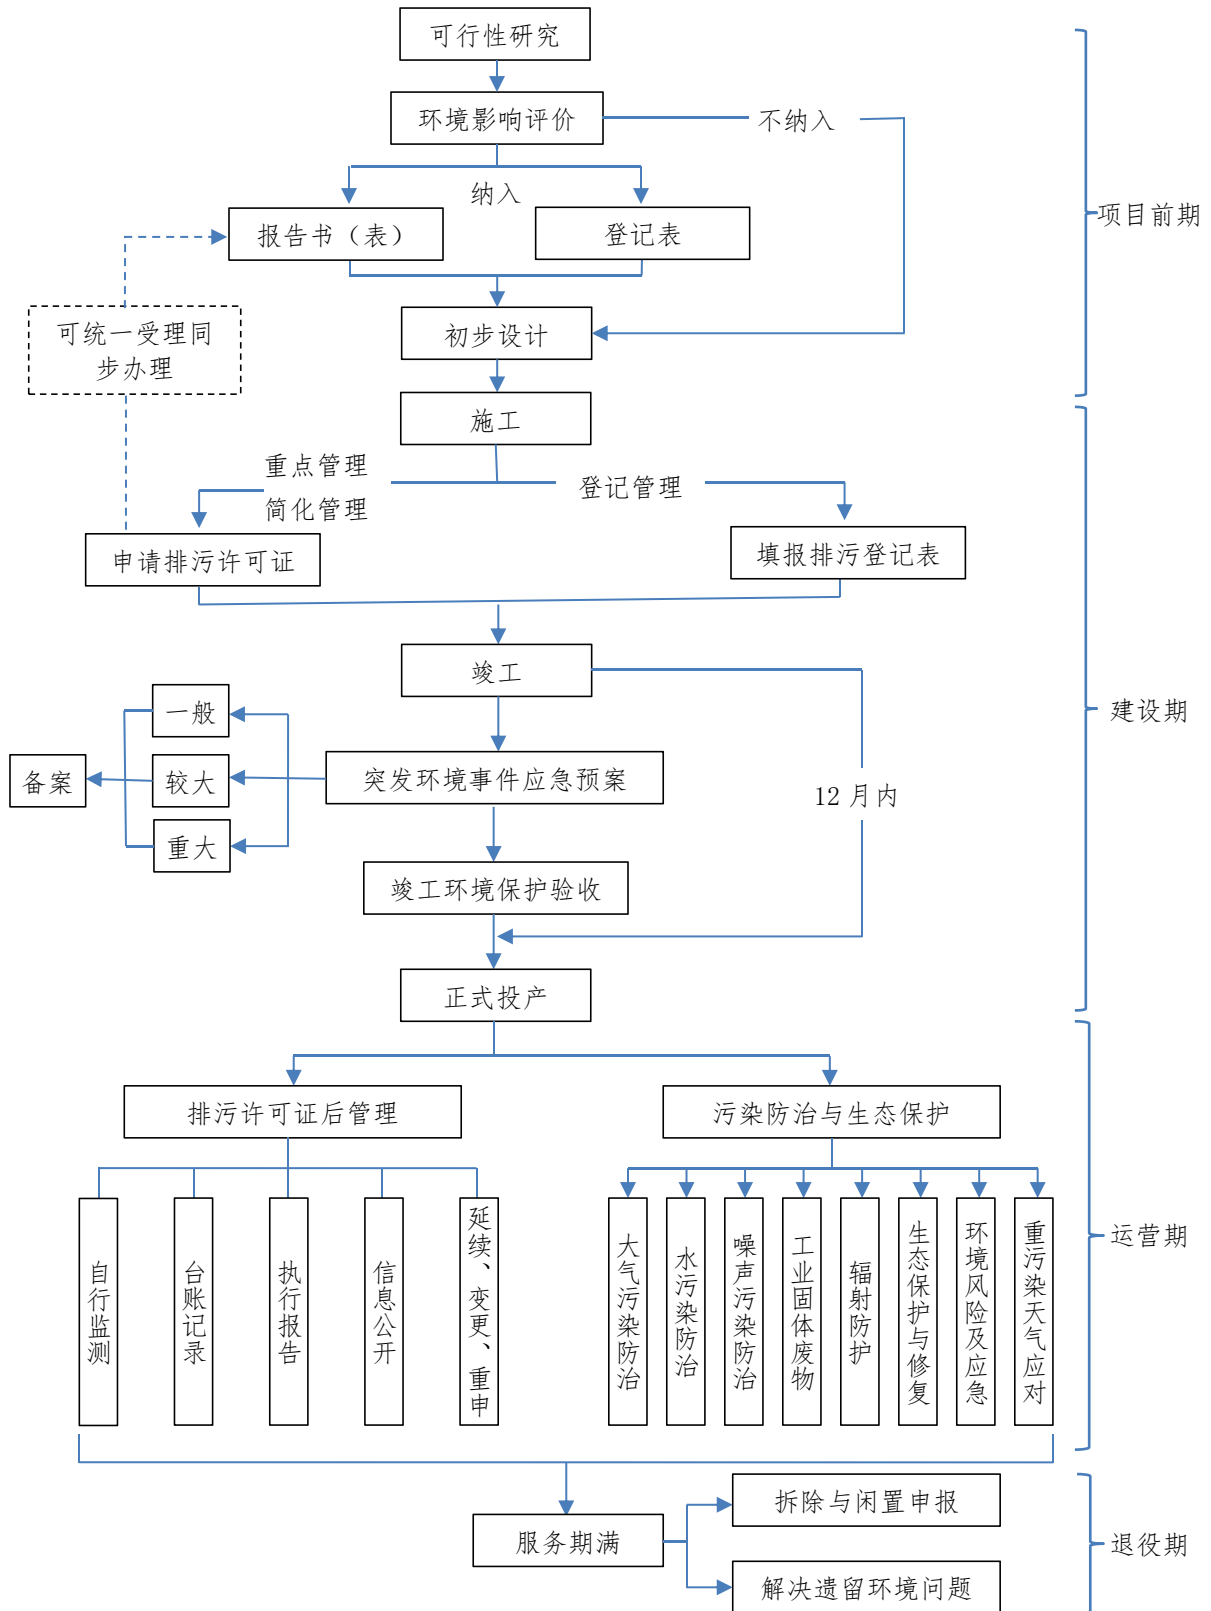 可行性研究
环境影响评价
不纳入
纳入
报告书（表）
登记表
项目前期
可统一受理同
步办理
初步设计
施工
重点管理
简化管理
登记管理
申请排污许可证
填报排污登记表
竣工
建设期
一般
较大
重大
备案
突发环境事件应急预案
12 月内
竣工环境保护验收
正式投产
排污许可证后管理
污染防治与生态保护
自行监测
台账记录
执行报告
信息公开
延续、变更、重申
大气污染防治
水污染防治
噪声污染防治
工业固体废物
辐射防护
生态保护与修复
环境风险及应急
重污染天气应对
运营期
拆除与闲置申报
服务期满
解决遗留环境问题
退役期